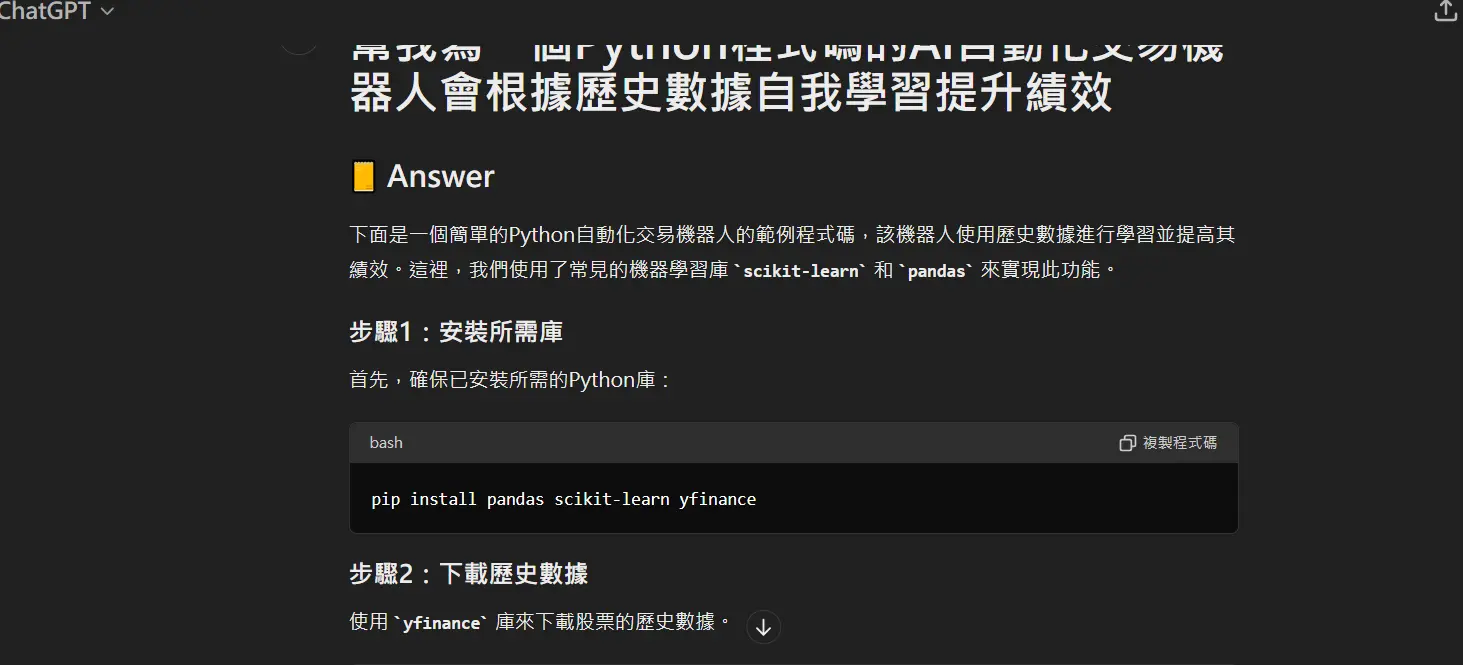 ChatGPT
幫我寫一個Python程式碼的AI自動化交易機
器人會根據歷史數據自我學習提升績效
Answer
下面是一個簡單的Python自動化交易機器人的範例程式碼，該機器人使用歷史數據進行學習並提高其
績效。這裡，我們使用了常見的機器學習庫 `scikit-learn` 和 `pandas` 來實現此功能。
步驟1：安裝所需庫
首先，確保已安裝所需的Python庫：
bash
複製程式碼
pip install pandas scikit-learn yfinance
步驟2：下載歷史數據
使用 `yfinance` 庫來下載股票的歷史數據。